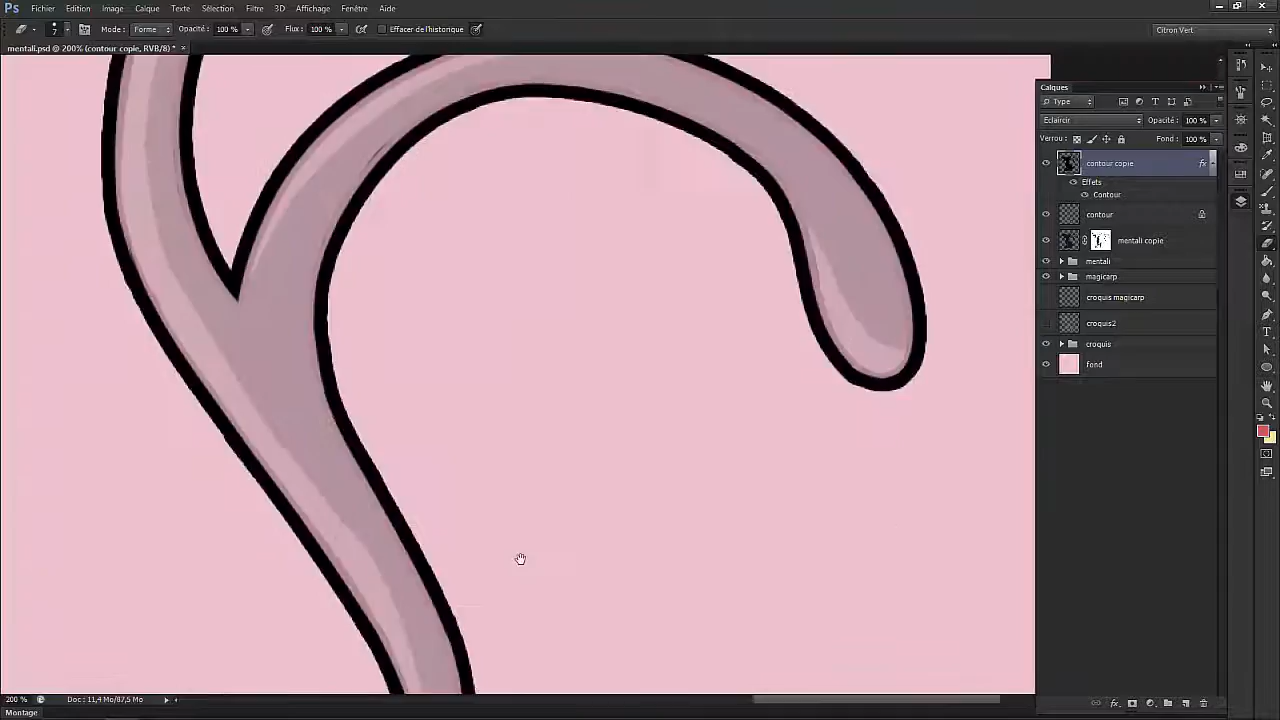 Ps Fichier Edition Image Calque Texte Sélection Filtre 3D Affichage Fenêtre Aide
7 Mode : Forme Opacité : 100 % Flux : 100 % Effacer de l'historique Citron Vert
mentali.psd @ 200% (contour copie, RVB/8) * ×
Calques
Type
Eclaircir Opacité : 100 %
Verrou : Fond : 100 %
contour copie fx
Effets
Contour
contour
mentali copie
mentali
magicarp
croquis magicarp
croquis2
croquis
fond
200 % Doc : 11,4 Mo/87,5 Mo
Montage